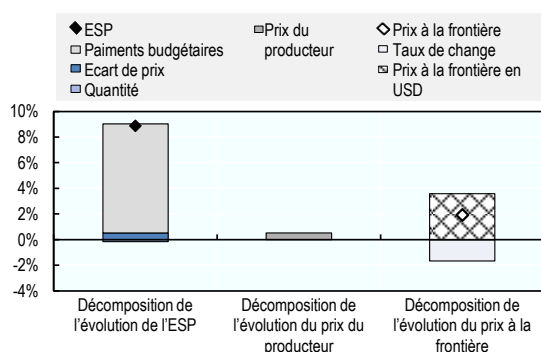 ESP
Paiments budgétaires
Ecart de prix
Quantité
Prix du
producteur
Prix à la frontière
Taux de change
Prix à la frontière en
USD
10%
8%
6%
4%
2%
0%
-2%
-4%
Décomposition de
l'évolution de l'ESP
Décomposition de
l'évolution du prix du
producteur
Décomposition de
l'évolution du prix à la
frontière